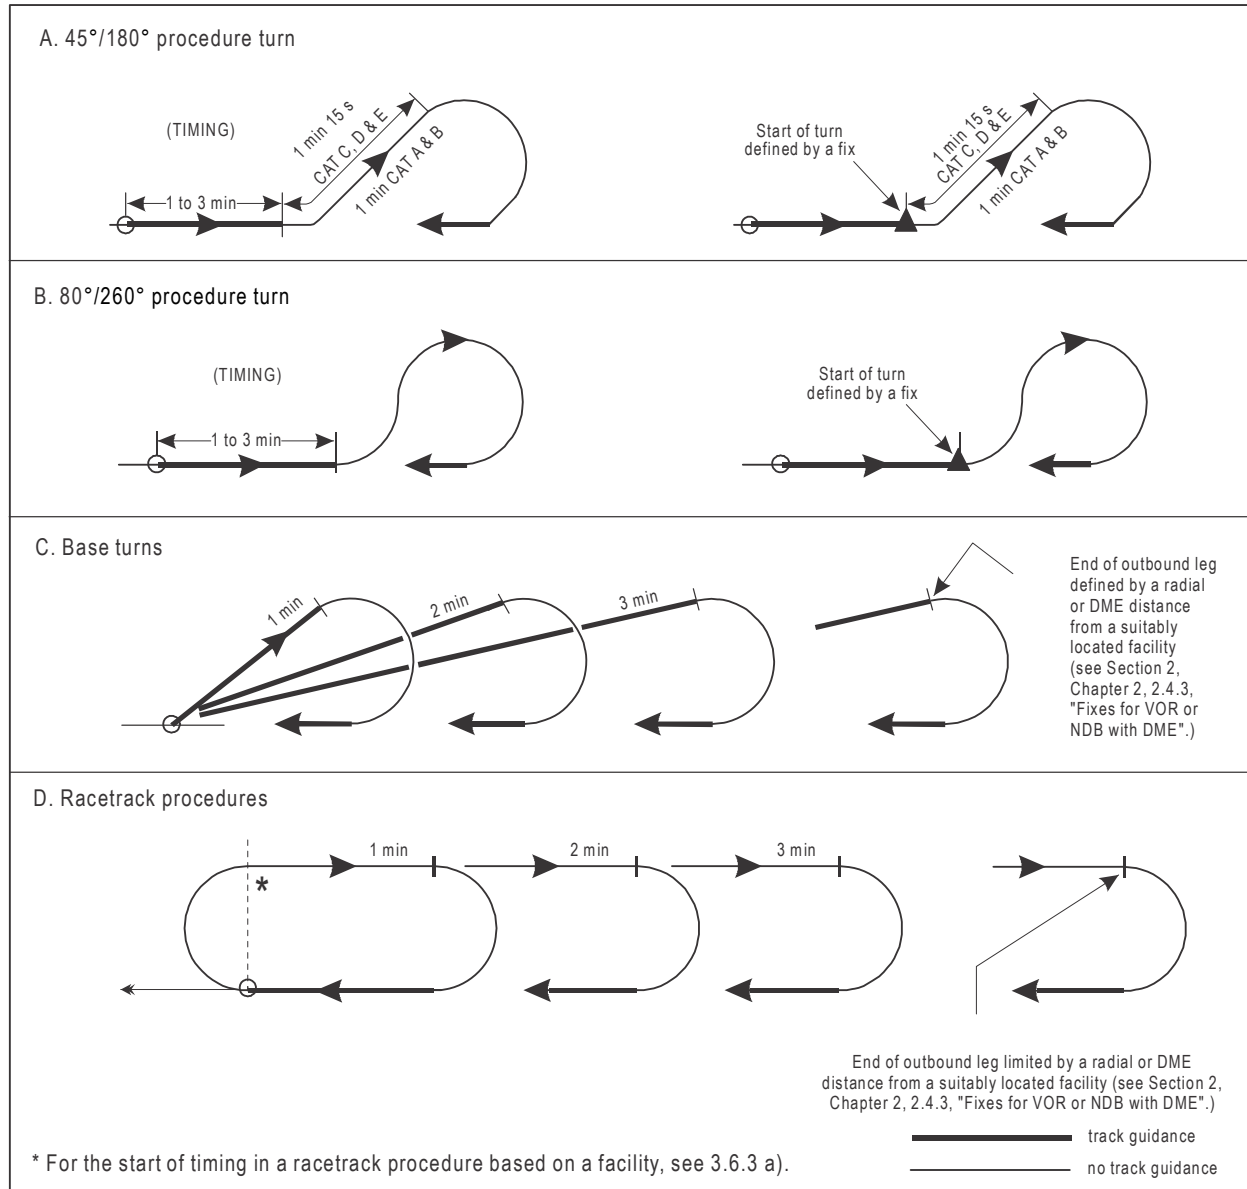 A. 45°/180° procedure turn
(TIMING)
1 min 15 s
CAT C, D & E
1 min CAT A & B
1 to 3 min
Start of turn
defined by a fix
1 min 15 s
CAT C, D & E
1 min CAT A & B
B. 80°/260° procedure turn
(TIMING)
1 to 3 min
Start of turn
defined by a fix
C. Base turns
1 min
2 min
3 min
End of outbound leg
defined by a radial
or DME distance
from a suitably
located facility
(see Section 2,
Chapter 2, 2.4.3,
"Fixes for VOR or
NDB with DME".)
D. Racetrack procedures
1 min
2 min
3 min
*
End of outbound leg limited by a radial or DME
distance from a suitably located facility (see Section 2,
Chapter 2, 2.4.3, "Fixes for VOR or NDB with DME".)
track guidance
no track guidance
* For the start of timing in a racetrack procedure based on a facility, see 3.6.3 a).